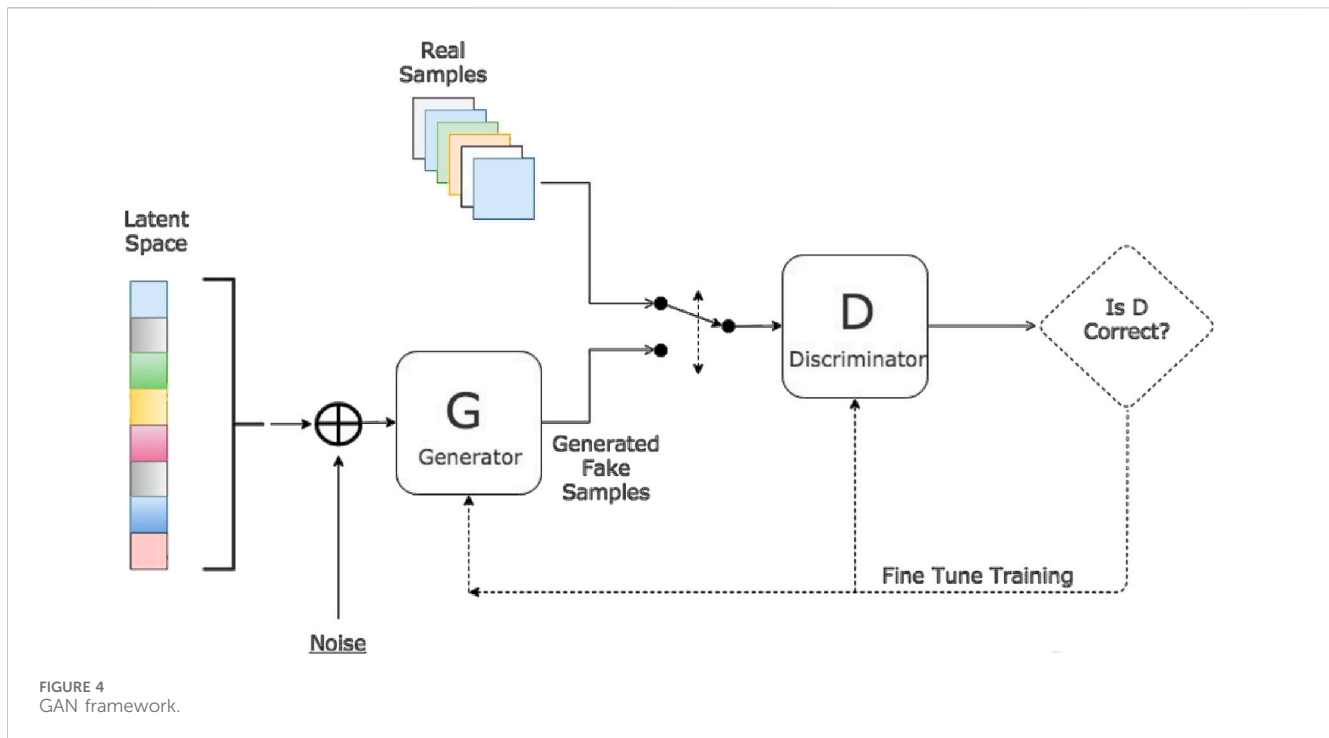 Real
Samples
Latent
Space
G
Generator
Generated
Fake
Samples
D
Discriminator
Is D
Correct?
Fine Tune Training
Noise
FIGURE 4
GAN framework.